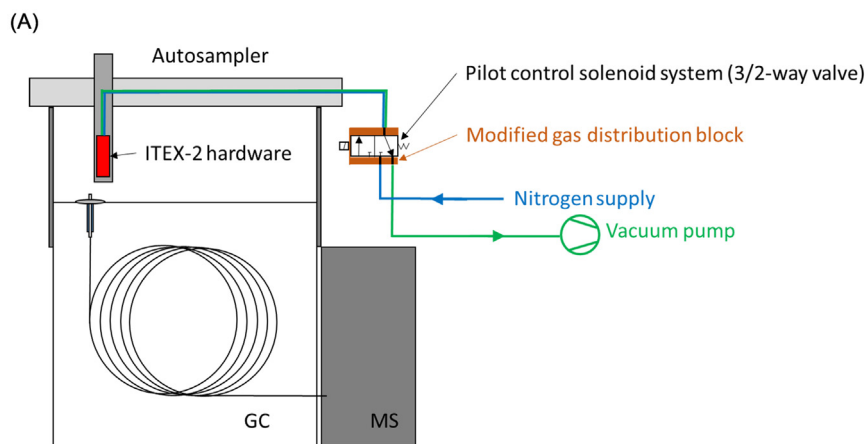 (A)
Autosampler
Pilot control solenoid system (3/2-way valve)
Modified gas distribution block
ITEX-2 hardware
Nitrogen supply
Vacuum pump
GC
MS